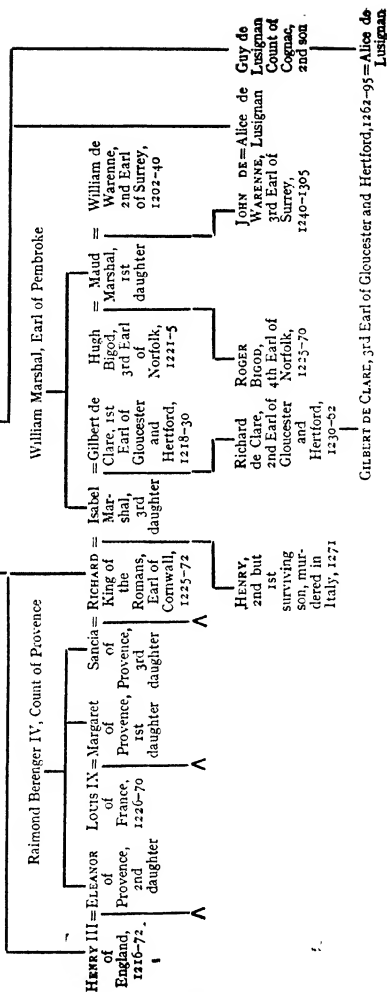 Raimond Berenger IV, Count of Provence
William Marshal, Earl of Pembroke
HENRY III = ELEANOR
of
England,
1216-72.
of
Provence,
2nd
daughter
LOUIS IX = Margaret
of
France,
1226-70
of
Provence,
1st
daughter
Sancia = RICHARD =
of
Provence,
3rd
daughter
King of
the
Romans,
Earl of
Cornwall,
1225-72
Isabel
Mar-
shal,
3rd
daughter
= Gilbert de
Clare, 1st
Earl of
Gloucester
and
Hertford,
1218-30
Hugh
Bigod,
3rd Earl
of
Norfolk,
1221-5
= Maud =
Marshal,
1st
daughter
William de
Warenne,
2nd Earl
of Surrey,
1202-40
HENRY,
2nd but
1st
surviving
son, mur-
dered in
Italy, 1271
Richard
de Clare,
2nd Earl of
Gloucester
and
Hertford,
1230-62
ROGER
BIGOD,
4th Earl of
Norfolk,
1225-70
JOHN DE = Alice de
WARENNE, Lusignan
3rd Earl of
Surrey,
1240-1305
Guy de
Lusignan
Count of
Cognac,
2nd son
GILBERT DE CLARE, 3rd Earl of Gloucester and Hertford, 1262-95 = Alice de
Lusignan